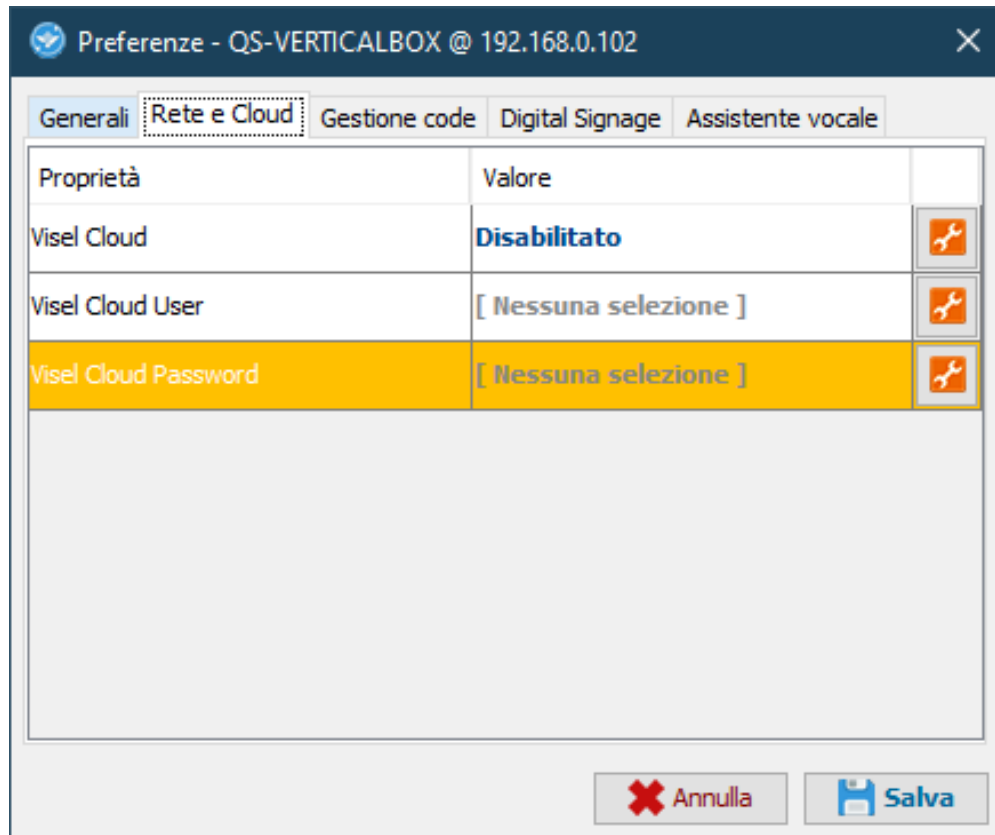 Preferenze - QS-VERTICALBOX @ 192.168.0.102
Generali Rete e Cloud Gestione code Digital Signage Assistente vocale
Proprietà Valore
Visel Cloud Disabilitato
Visel Cloud User [ Nessuna selezione ]
Visel Cloud Password [ Nessuna selezione ]
Annulla Salva